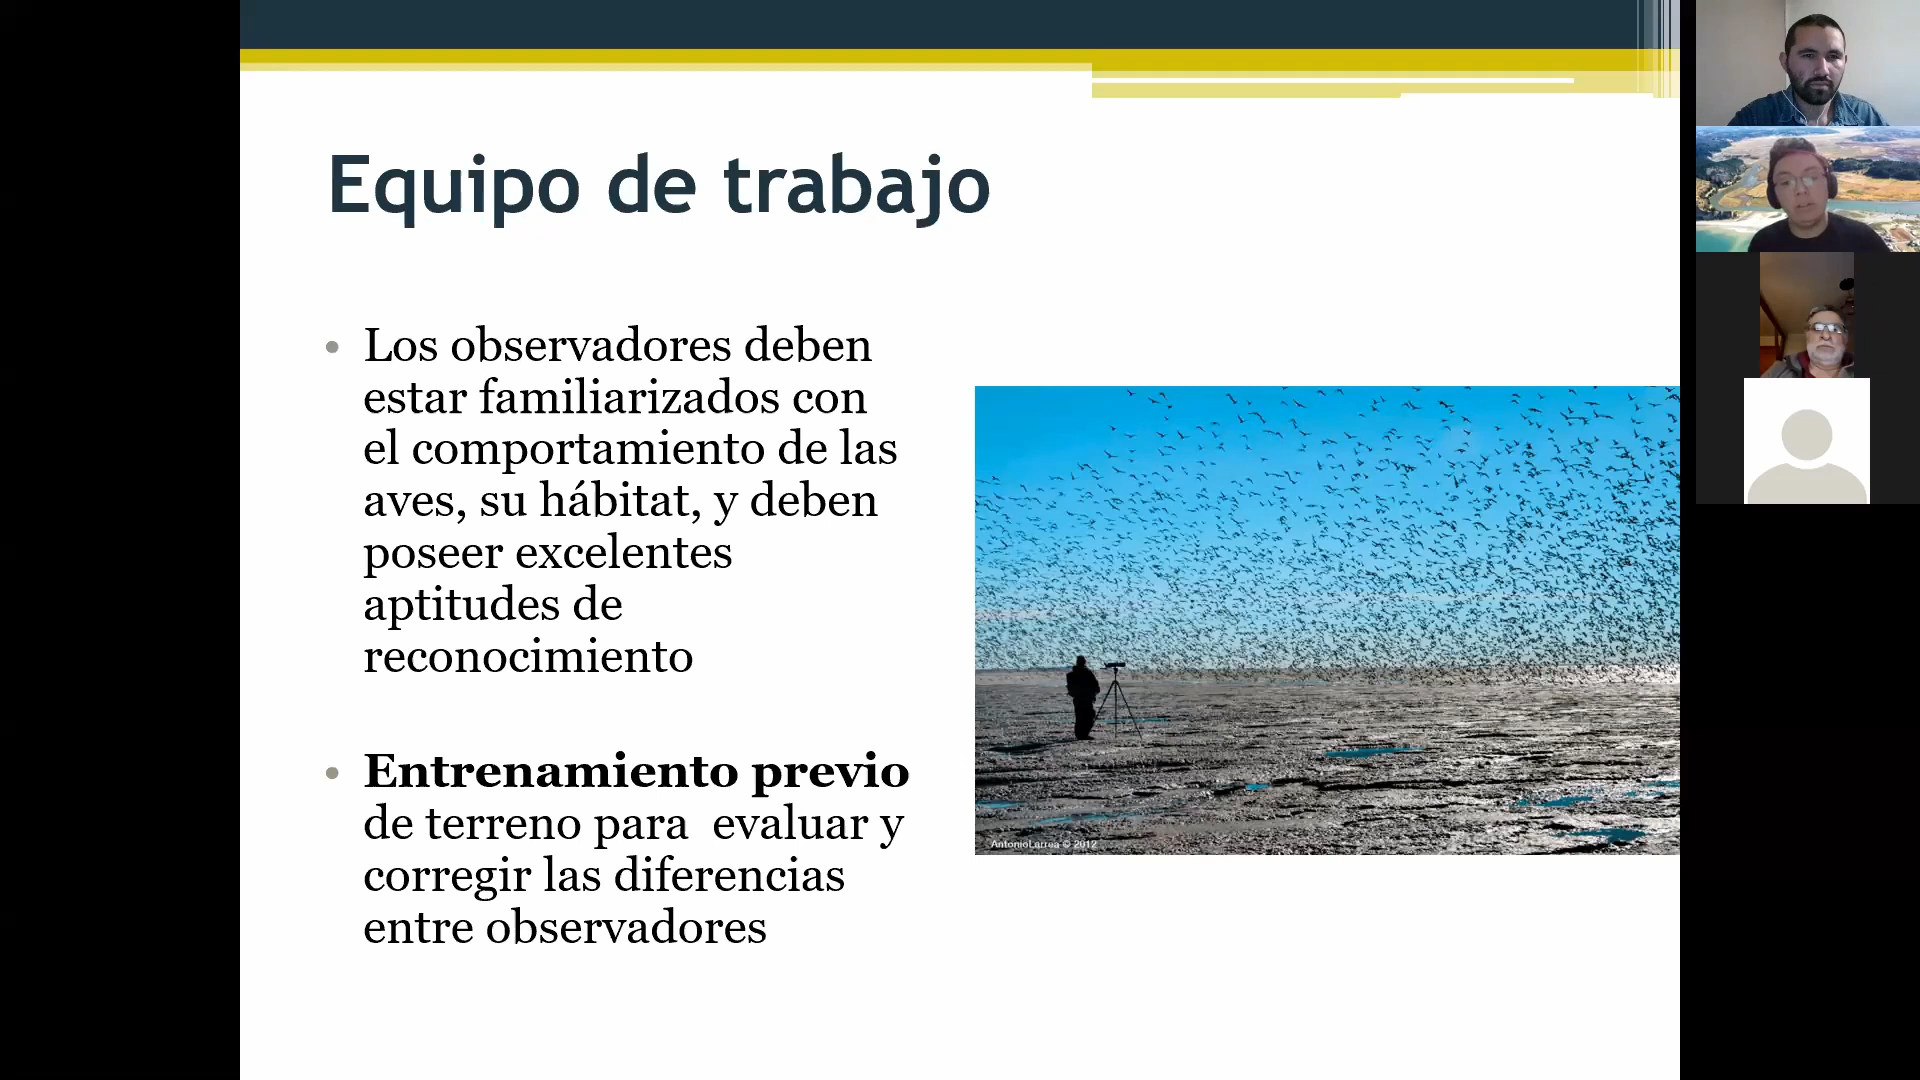 Equipo de trabajo
• Los observadores deben
estar familiarizados con
el comportamiento de las
aves, su hábitat, y deben
poseer excelentes
aptitudes de
reconocimiento
• Entrenamiento previo
de terreno para  evaluar y
corregir las diferencias
entre observadores
AntonioLarrea © 2012